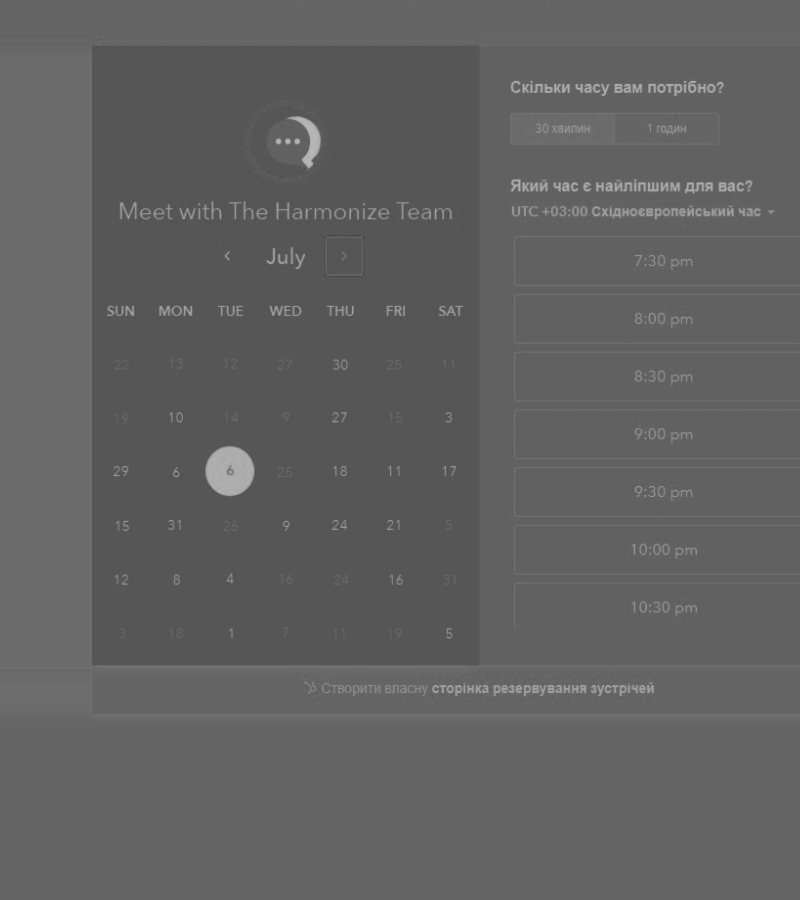 Meet with The Harmonize Team
July
SUN MON TUE WED THU FRI SAT
22 13 12 27 30 25 11
19 10 14 9 27 15 3
29 6 6 25 18 11 17
15 31 26 9 24 21 5
12 8 4 16 24 16 31
3 18 1 7 11 19 5
Скільки часу вам потрібно?
30 хвилин 1 годин
Який час є найліпшим для вас?
UTC +03:00 Східноєвропейський час
7:30 pm
8:00 pm
8:30 pm
9:00 pm
9:30 pm
10:00 pm
10:30 pm
Створити власну сторінка резервування зустрічей